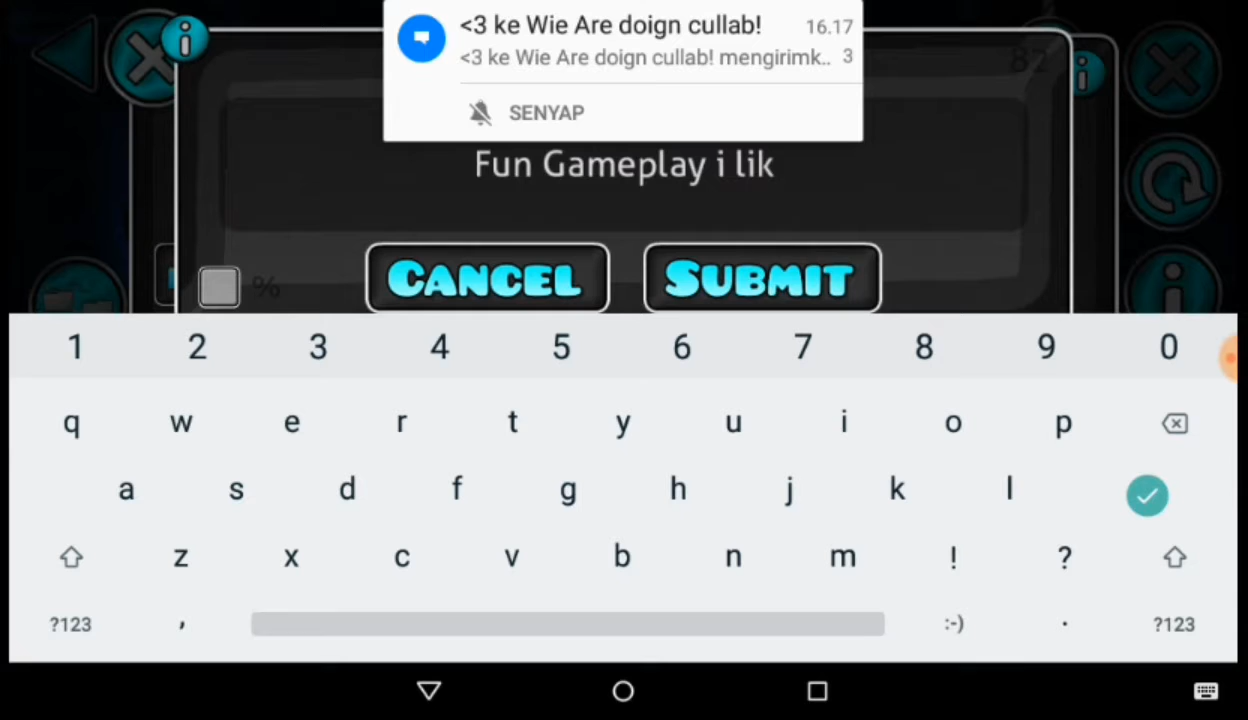 <3 ke Wie Are doign cullab! 16.17
<3 ke Wie Are doign cullab! mengirimk.. 3
SENYAP
82
Fun Gameplay i lik
%
CANCEL SUBMIT
1 2 3 4 5 6 7 8 9 0
q w e r t y u i o p
a s d f g h j k l
z x c v b n m ! ?
?123 , :-) . ?123